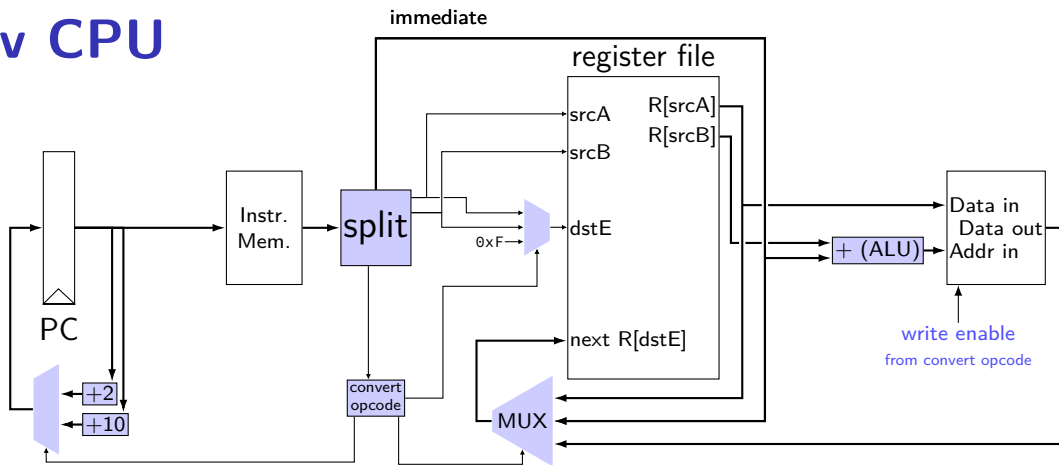 v CPU
immediate
register file
srcA
R[srcA]
R[srcB]
srcB
Instr.
Mem.
split
dstE
0xF
Data in
Data out
Addr in
+ (ALU)
PC
next R[dstE]
write enable
from convert opcode
+2
+10
convert
opcode
MUX